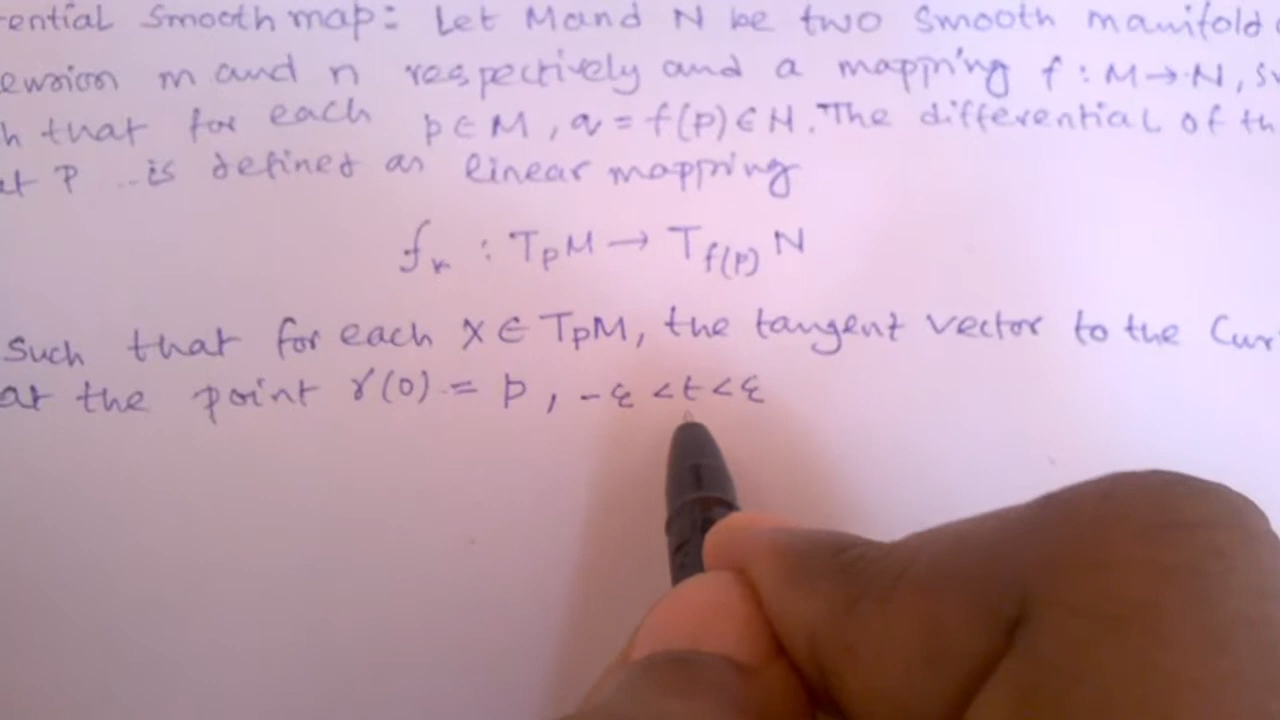 ential Smooth map: Let M and N be two smooth manifold
ension m and n respectively and a mapping f : M → N, su
h that for each p ∈ M, q = f(p) ∈ N. The differential of th
at P is defined as linear mapping
f* : TpM → Tf(p) N
Such that for each X ∈ TpM, the tangent vector to the Cur
at the point γ(0) = p, -ε < t < ε